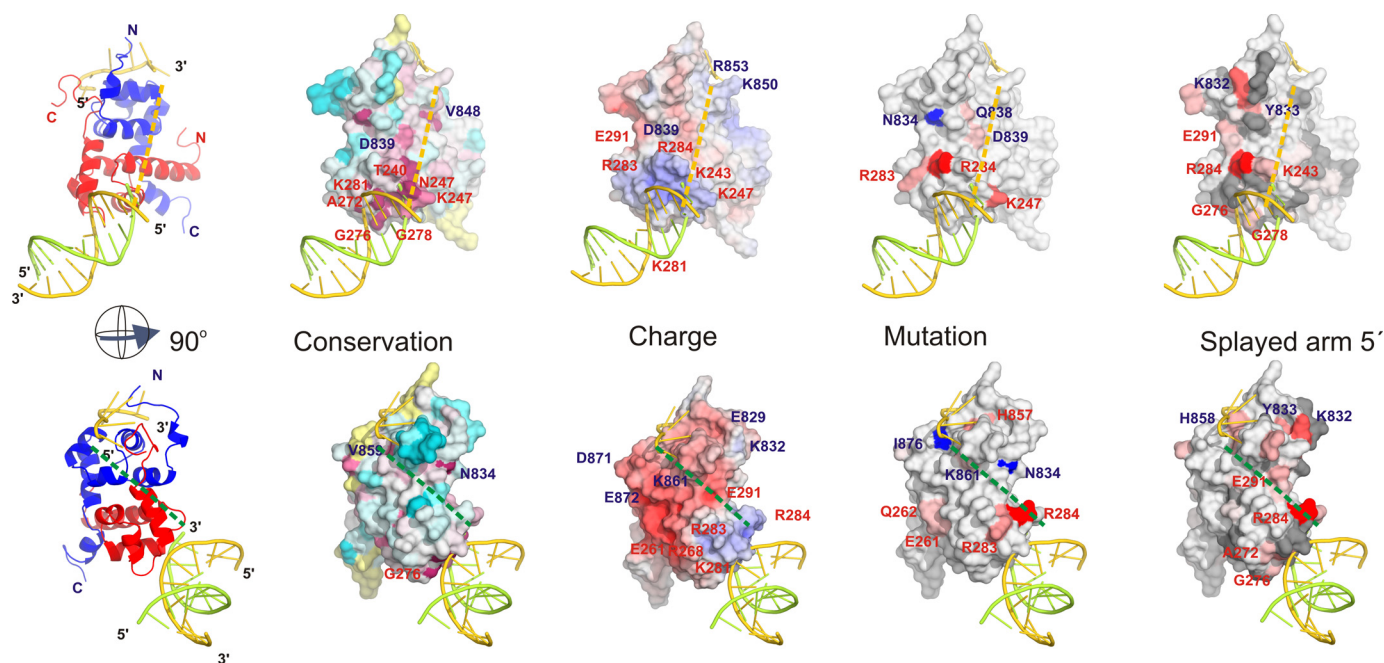 N
3'
5'
C
N
5'
C
5'
3'
V848
D839
T240
K281
N247
A272
K247
G276
G278
R853
K850
E291
D839
R284
R283
K243
K247
K281
N834
Q838
D839
R283
R234
K247
K832
Y833
E291
R284
K243
G276
G278
90°
Conservation
Charge
Mutation
Splayed arm 5´
N
3'
5'
3'
C
5'
5'
3'
V859
N834
G276
E829
K832
D871
K861
E872
E291
R284
R283
E261
R268
K281
H857
I876
K861
N834
Q262
R284
E261
R283
H858
Y833
K832
E291
R284
A272
G276